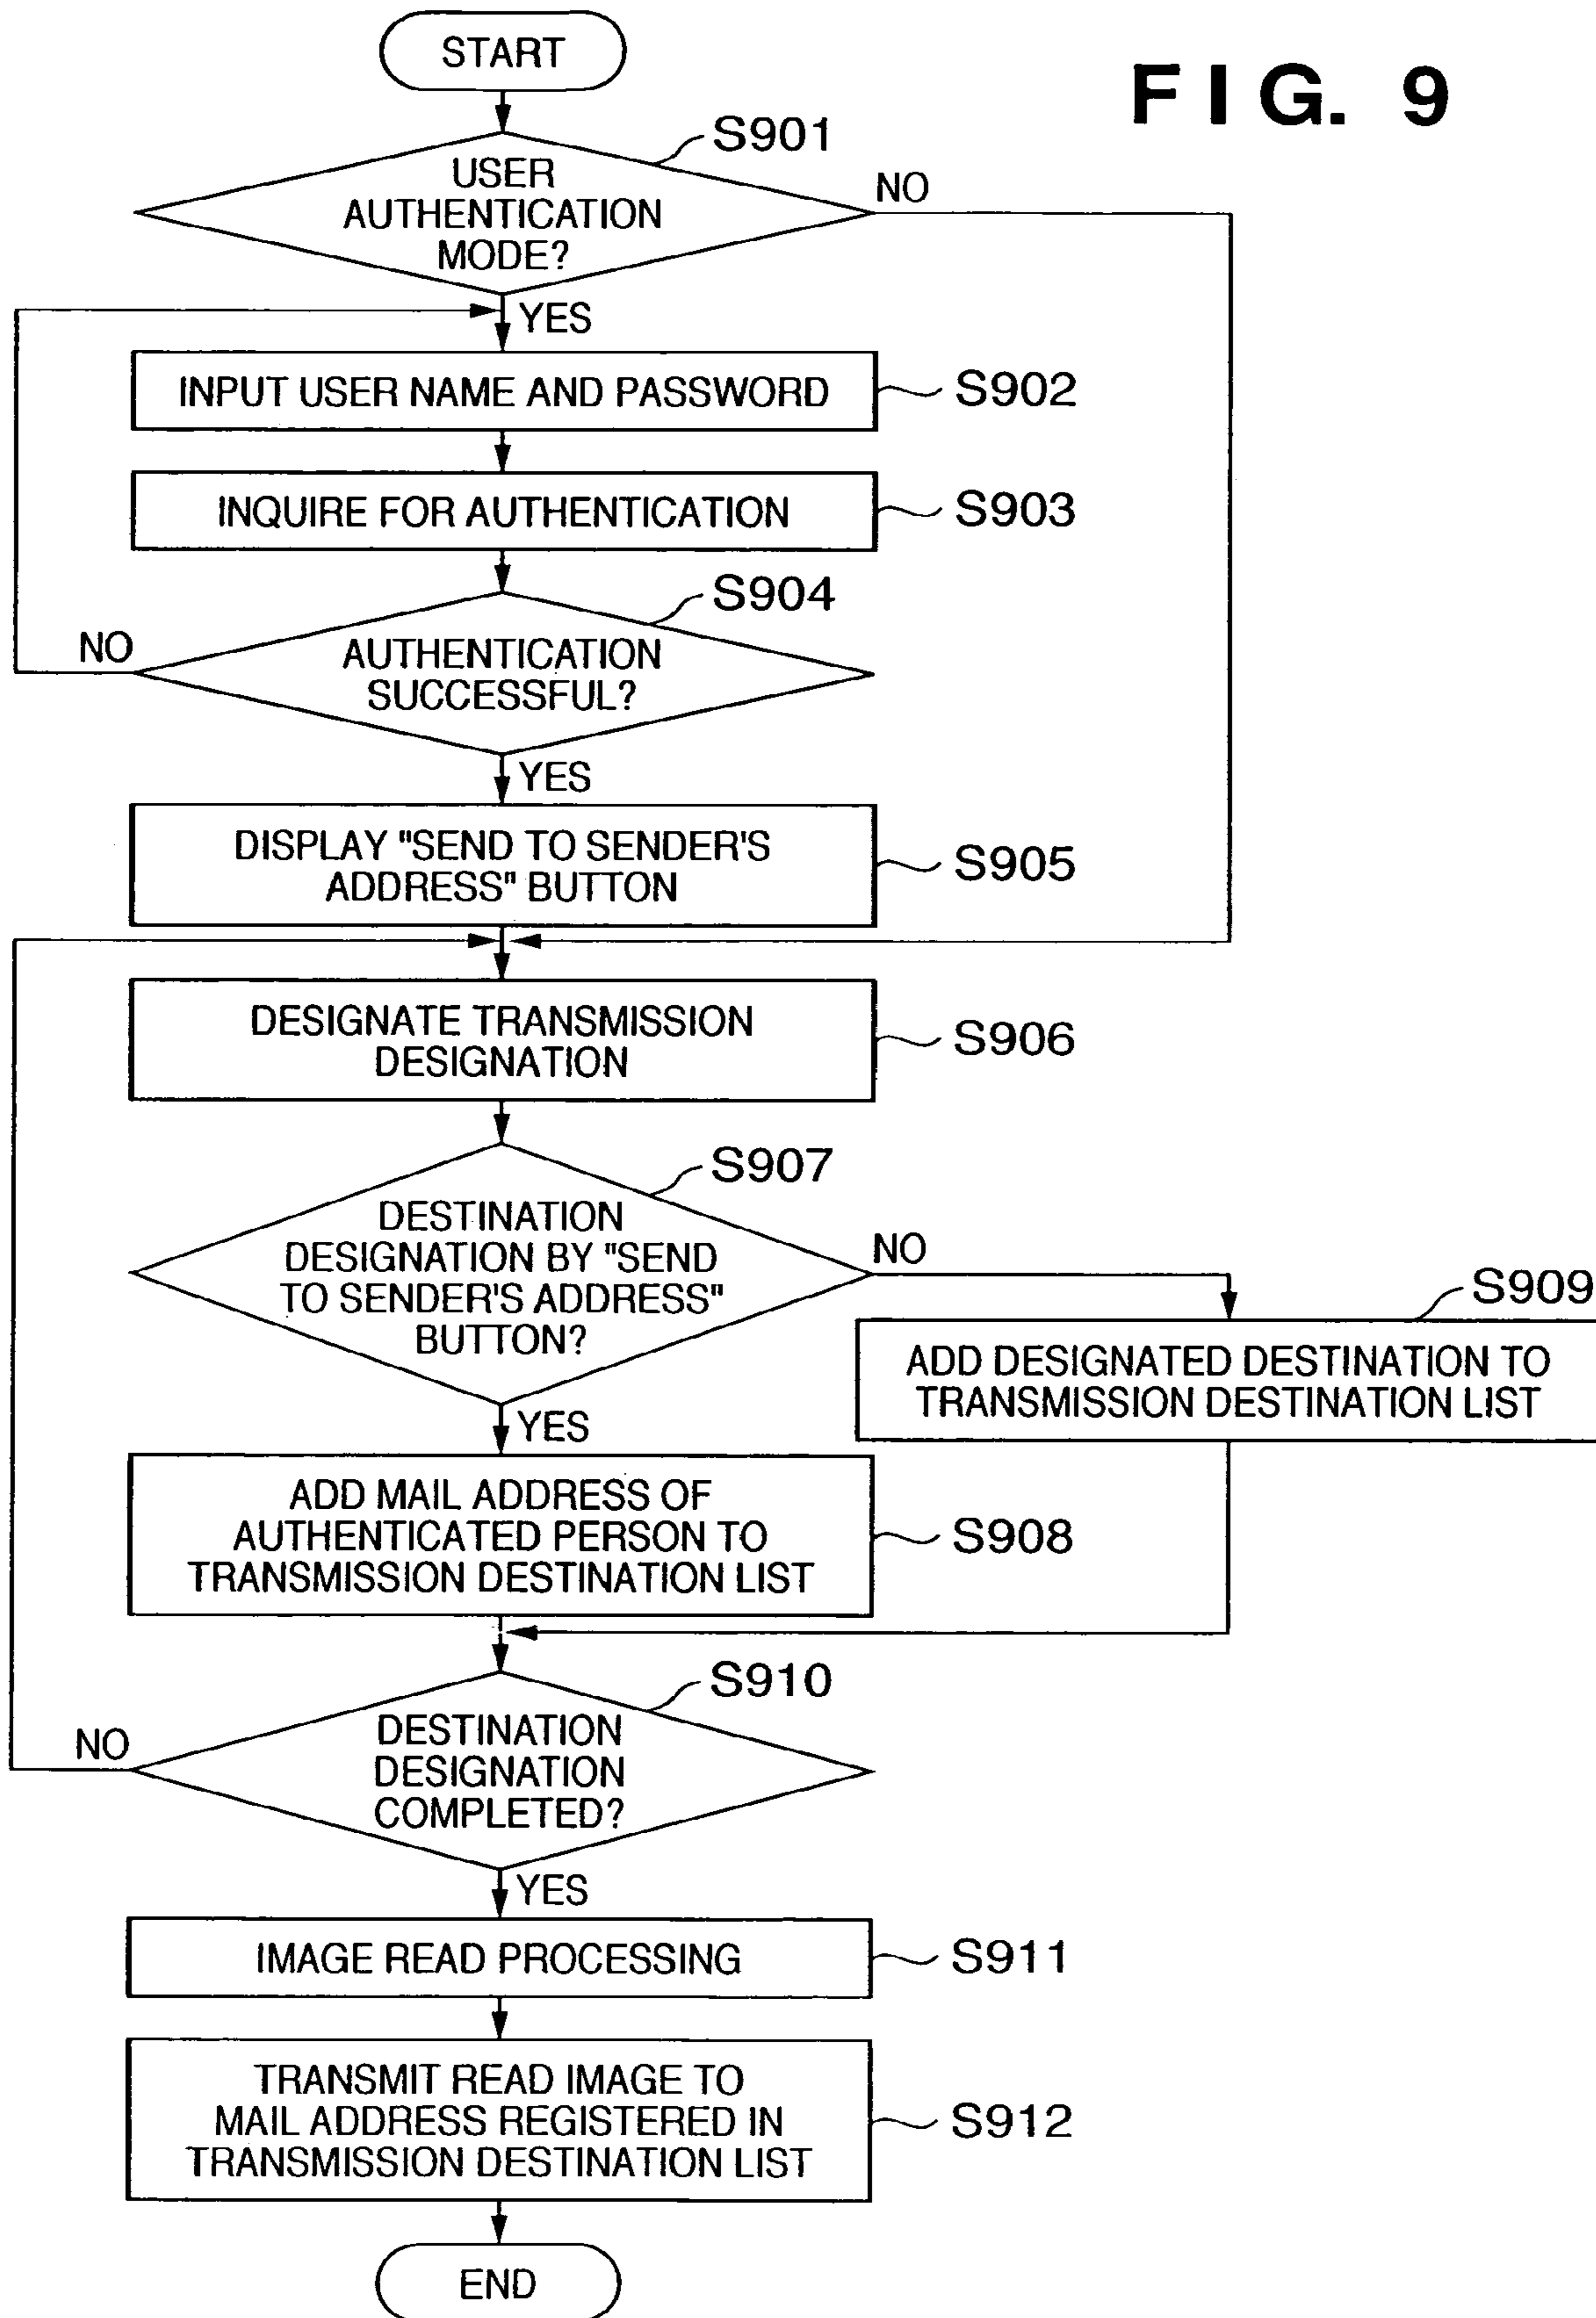 FIG. 9
START
S901
USER
AUTHENTICATION
MODE?
NO
YES
INPUT USER NAME AND PASSWORD
S902
INQUIRE FOR AUTHENTICATION
S903
S904
AUTHENTICATION
SUCCESSFUL?
NO
YES
DISPLAY "SEND TO SENDER'S
ADDRESS" BUTTON
S905
DESIGNATE TRANSMISSION
DESIGNATION
S906
S907
DESTINATION
DESIGNATION BY "SEND
TO SENDER'S ADDRESS"
BUTTON?
NO
S909
ADD DESIGNATED DESTINATION TO
TRANSMISSION DESTINATION LIST
YES
ADD MAIL ADDRESS OF
AUTHENTICATED PERSON TO
TRANSMISSION DESTINATION LIST
S908
S910
DESTINATION
DESIGNATION
COMPLETED?
NO
YES
IMAGE READ PROCESSING
S911
TRANSMIT READ IMAGE TO
MAIL ADDRESS REGISTERED IN
TRANSMISSION DESTINATION LIST
S912
END